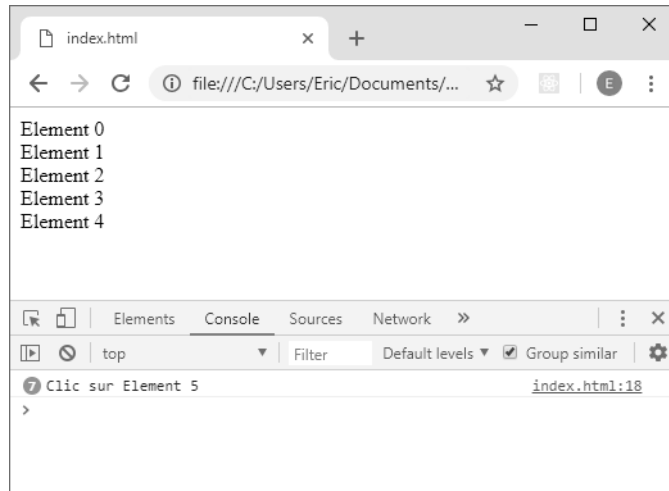 index.html
file:///C:/Users/Eric/Documents/...
E
Element 0
Element 1
Element 2
Element 3
Element 4
Elements Console Sources Network »
top Filter Default levels Group similar
7 Clic sur Element 5 index.html:18
>